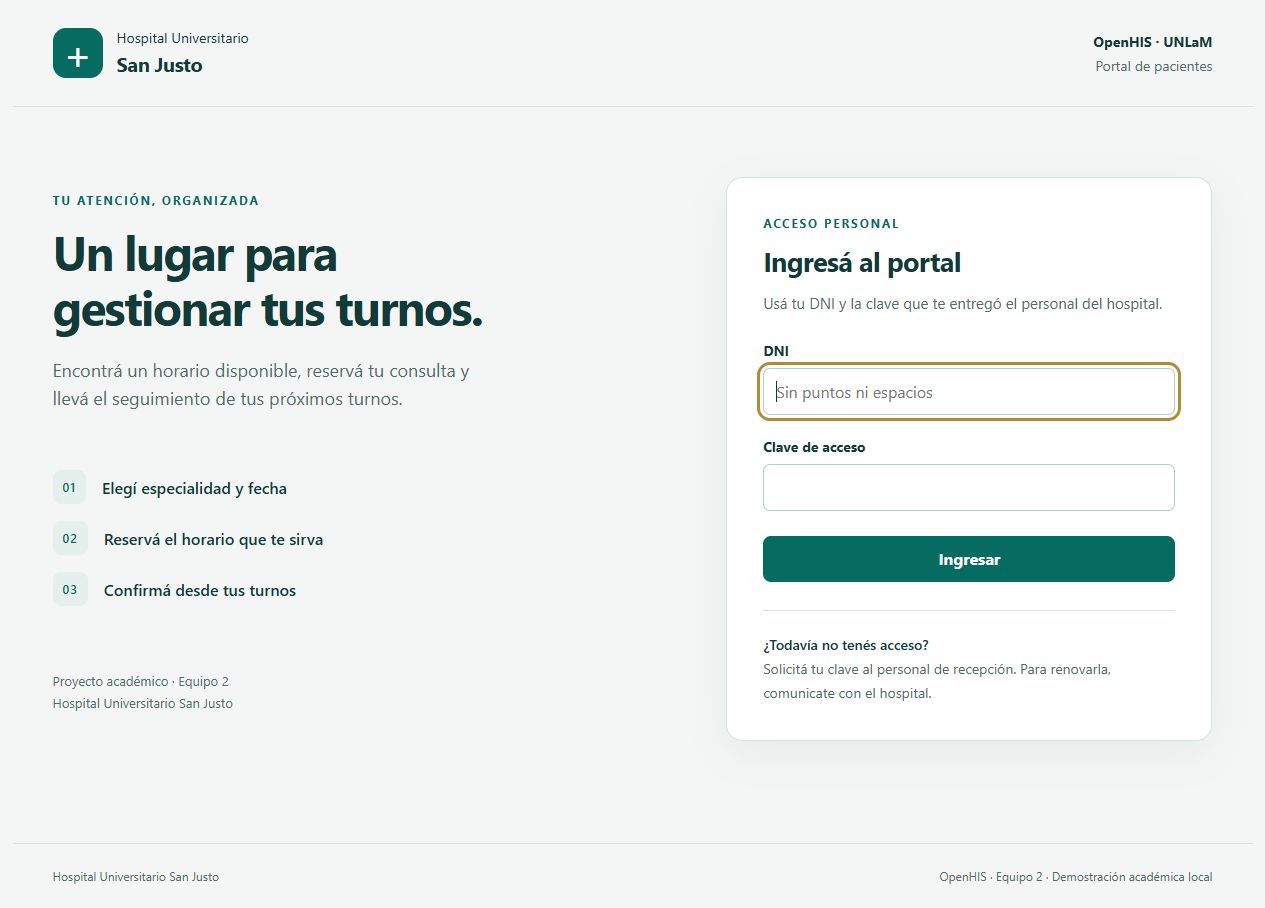 Hospital Universitario
San Justo
OpenHIS · UNLaM
Portal de pacientes
TU ATENCIÓN, ORGANIZADA
Un lugar para
gestionar tus turnos.
Encontrá un horario disponible, reservá tu consulta y
llevá el seguimiento de tus próximos turnos.
01 Elegí especialidad y fecha
02 Reservá el horario que te sirva
03 Confirmá desde tus turnos
Proyecto académico · Equipo 2
Hospital Universitario San Justo
ACCESO PERSONAL
Ingresá al portal
Usá tu DNI y la clave que te entregó el personal del hospital.
DNI
Sin puntos ni espacios
Clave de acceso
Ingresar
¿Todavía no tenés acceso?
Solicitá tu clave al personal de recepción. Para renovarla,
comunicate con el hospital.
Hospital Universitario San Justo
OpenHIS · Equipo 2 · Demostración académica local